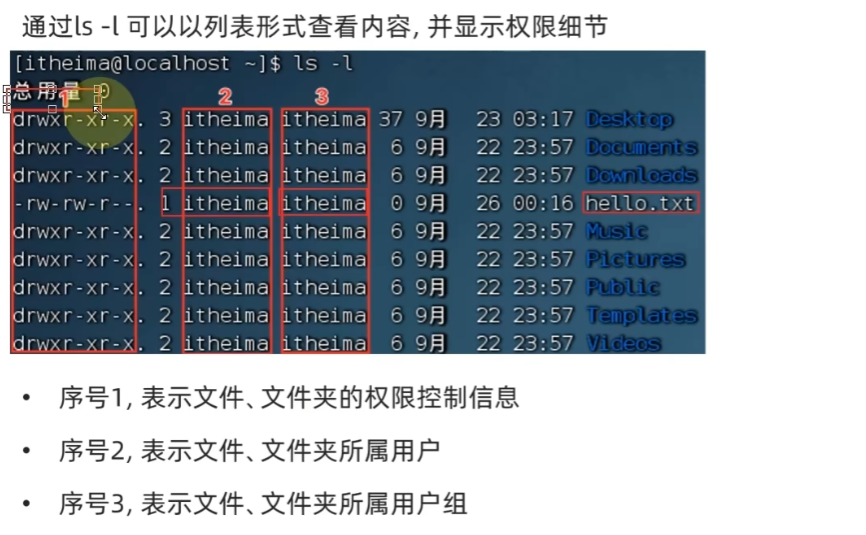 通过ls -l 可以以列表形式查看内容, 并显示权限细节
[itheima@localhost ~]$ ls -l
总用量 0
1 2 3
drwxr-xr-x. 3 itheima itheima 37 9月 23 03:17 Desktop
drwxr-xr-x. 2 itheima itheima 6 9月 22 23:57 Documents
drwxr-xr-x. 2 itheima itheima 6 9月 22 23:57 Downloads
-rw-rw-r--. 1 itheima itheima 0 9月 26 00:16 hello.txt
drwxr-xr-x. 2 itheima itheima 6 9月 22 23:57 Music
drwxr-xr-x. 2 itheima itheima 6 9月 22 23:57 Pictures
drwxr-xr-x. 2 itheima itheima 6 9月 22 23:57 Public
drwxr-xr-x. 2 itheima itheima 6 9月 22 23:57 Templates
drwxr-xr-x. 2 itheima itheima 6 9月 22 23:57 Videos
• 序号1, 表示文件、文件夹的权限控制信息
• 序号2, 表示文件、文件夹所属用户
• 序号3, 表示文件、文件夹所属用户组